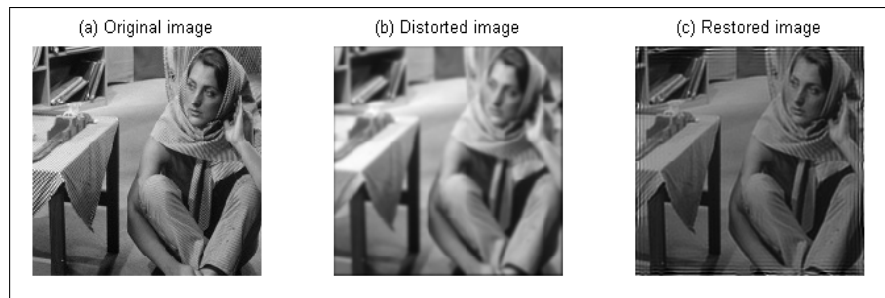 (a) Original image
(b) Distorted image
(c) Restored image